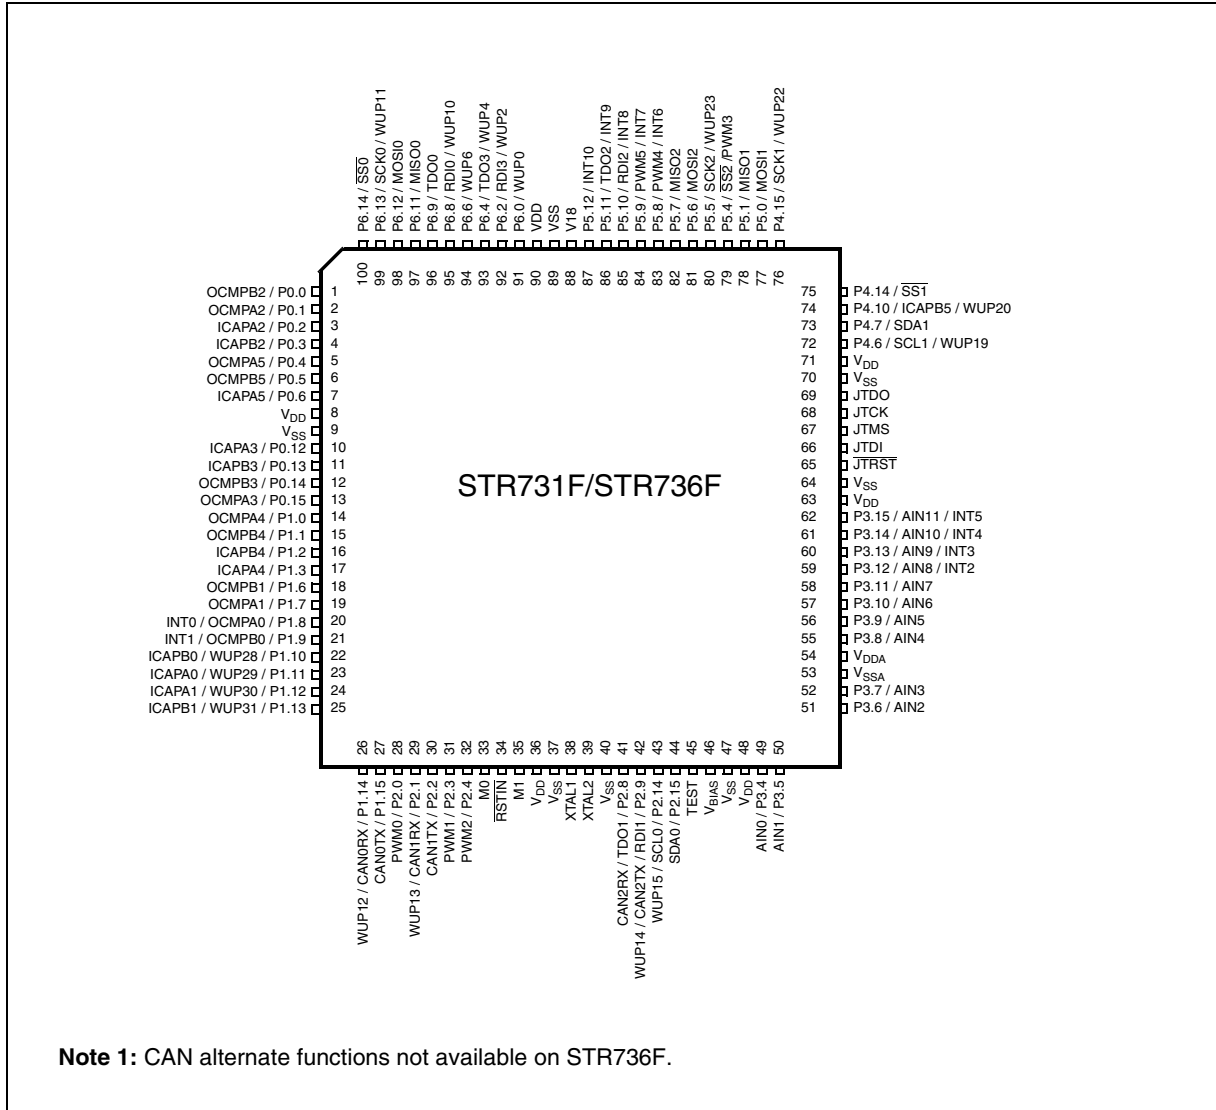 P6.14 / SS0
P6.13 / SCK0 / WUP11
P6.12 / MOSI0
P6.11 / MISO0
P6.9 / TDO0
P6.8 / RDI0 / WUP10
P6.6 / WUP6
P6.4 / TDO3 / WUP4
P6.2 / RDI3 / WUP2
P6.0 / WUP0
VDD
VSS
V18
P5.12 / INT10
P5.11 / TDO2 / INT9
P5.10 / RDI2 / INT8
P5.9 / PWM5 / INT7
P5.8 / PWM4 / INT6
P5.7 / MISO2
P5.6 / MOSI2
P5.5 / SCK2 / WUP23
P5.4 / SS2 /PWM3
P5.1 / MISO1
P5.0 / MOSI1
P4.15 / SCK1 / WUP22
100 99 98 97 96 95 94 93 92 91 90 89 88 87 86 85 84 83 82 81 80 79 78 77 76
OCMPB2 / P0.0 1
OCMPA2 / P0.1 2
ICAPA2 / P0.2 3
ICAPB2 / P0.3 4
OCMPA5 / P0.4 5
OCMPB5 / P0.5 6
ICAPA5 / P0.6 7
VDD 8
VSS 9
ICAPA3 / P0.12 10
ICAPB3 / P0.13 11
OCMPB3 / P0.14 12
OCMPA3 / P0.15 13
OCMPA4 / P1.0 14
OCMPB4 / P1.1 15
ICAPB4 / P1.2 16
ICAPA4 / P1.3 17
OCMPB1 / P1.6 18
OCMPA1 / P1.7 19
INT0 / OCMPA0 / P1.8 20
INT1 / OCMPB0 / P1.9 21
ICAPB0 / WUP28 / P1.10 22
ICAPA0 / WUP29 / P1.11 23
ICAPA1 / WUP30 / P1.12 24
ICAPB1 / WUP31 / P1.13 25
STR731F/STR736F
75 P4.14 / SS1
74 P4.10 / ICAPB5 / WUP20
73 P4.7 / SDA1
72 P4.6 / SCL1 / WUP19
71 VDD
70 VSS
69 JTDO
68 JTCK
67 JTMS
66 JTDI
65 JTRST
64 VSS
63 VDD
62 P3.15 / AIN11 / INT5
61 P3.14 / AIN10 / INT4
60 P3.13 / AIN9 / INT3
59 P3.12 / AIN8 / INT2
58 P3.11 / AIN7
57 P3.10 / AIN6
56 P3.9 / AIN5
55 P3.8 / AIN4
54 VDDA
53 VSSA
52 P3.7 / AIN3
51 P3.6 / AIN2
26 27 28 29 30 31 32 33 34 35 36 37 38 39 40 41 42 43 44 45 46 47 48 49 50
WUP12 / CAN0RX / P1.14
CAN0TX / P1.15
PWM0 / P2.0
WUP13 / CAN1RX / P2.1
CAN1TX / P2.2
PWM1 / P2.3
PWM2 / P2.4
M0
RSTIN
M1
VDD
VSS
XTAL1
XTAL2
VSS
CAN2RX / TDO1 / P2.8
WUP14 / CAN2TX / RDI1 / P2.9
WUP15 / SCL0 / P2.14
SDA0 / P2.15
TEST
VBIAS
VSS
VDD
AIN0 / P3.4
AIN1 / P3.5
Note 1: CAN alternate functions not available on STR736F.